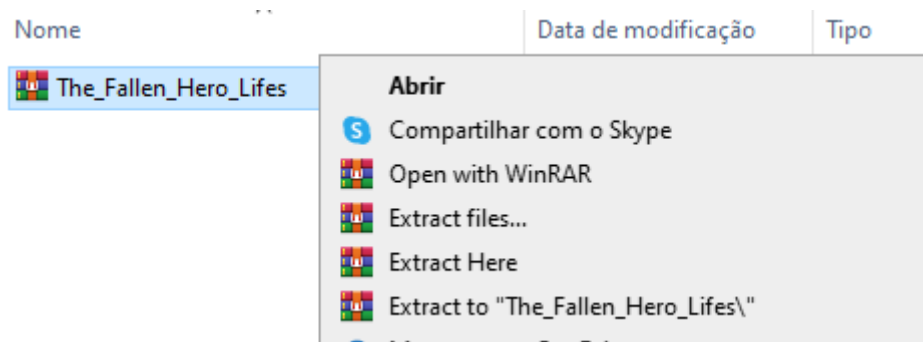 Nome Data de modificação Tipo
The_Fallen_Hero_Lifes
Abrir
Compartilhar com o Skype
Open with WinRAR
Extract files...
Extract Here
Extract to "The_Fallen_Hero_Lifes\"